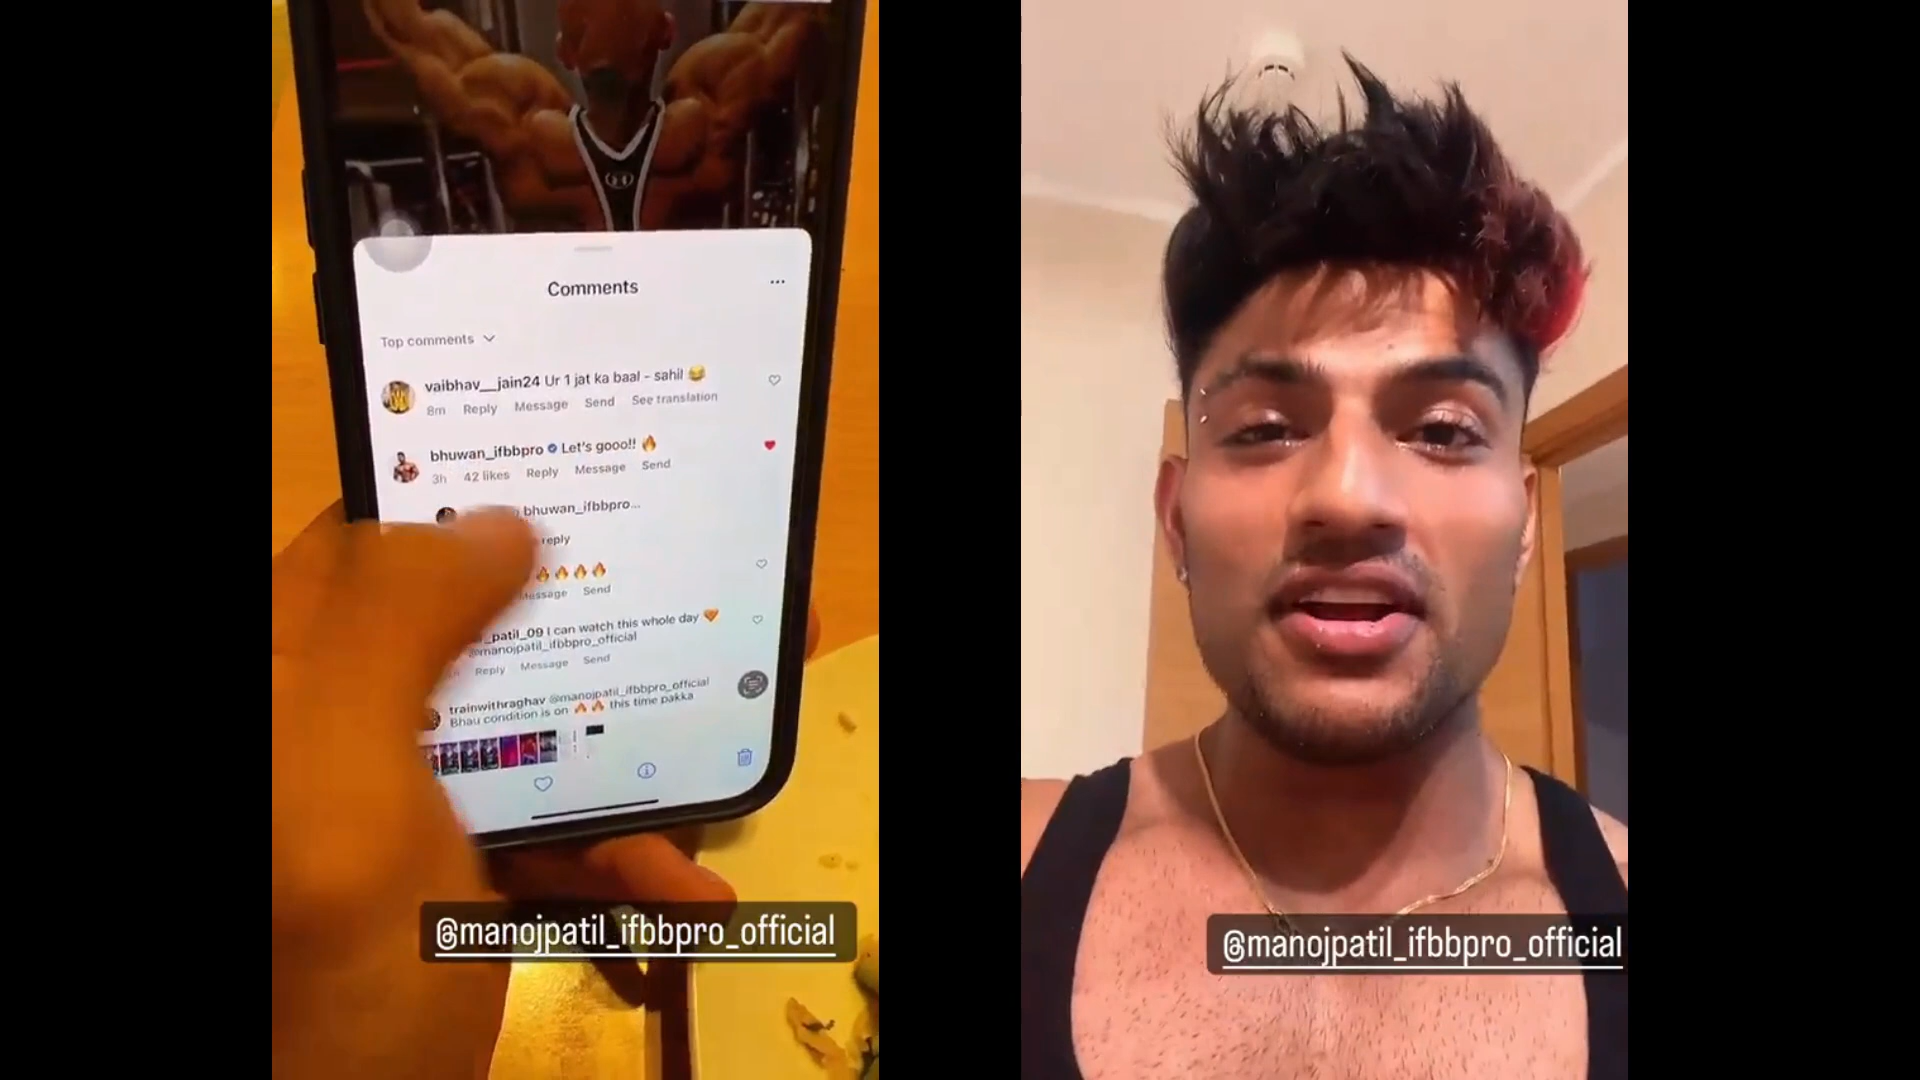 Comments
Top comments
vaibhav__jain24 Ur 1 jat ka baal - sahil 😂
8m Reply Message Send See translation
bhuwan_ifbbpro Let's gooo!! 🔥
3h 42 likes Reply Message Send
bhuwan_ifbbpro...
reply
🔥🔥🔥🔥
Message Send
_patil_09 I can watch this whole day 🧡
@manojpatil_ifbbpro_official
Reply Message Send
trainwithraghav @manojpatil_ifbbpro_official
Bhau condition is on 🔥🔥 this time pakka
@manojpatil_ifbbpro_official
@manojpatil_ifbbpro_official